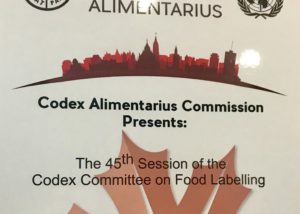 ALIMENTARIUS
Codex Alimentarius Commission
Presents:
The 45th Session of the
Codex Committee on Food Labelling